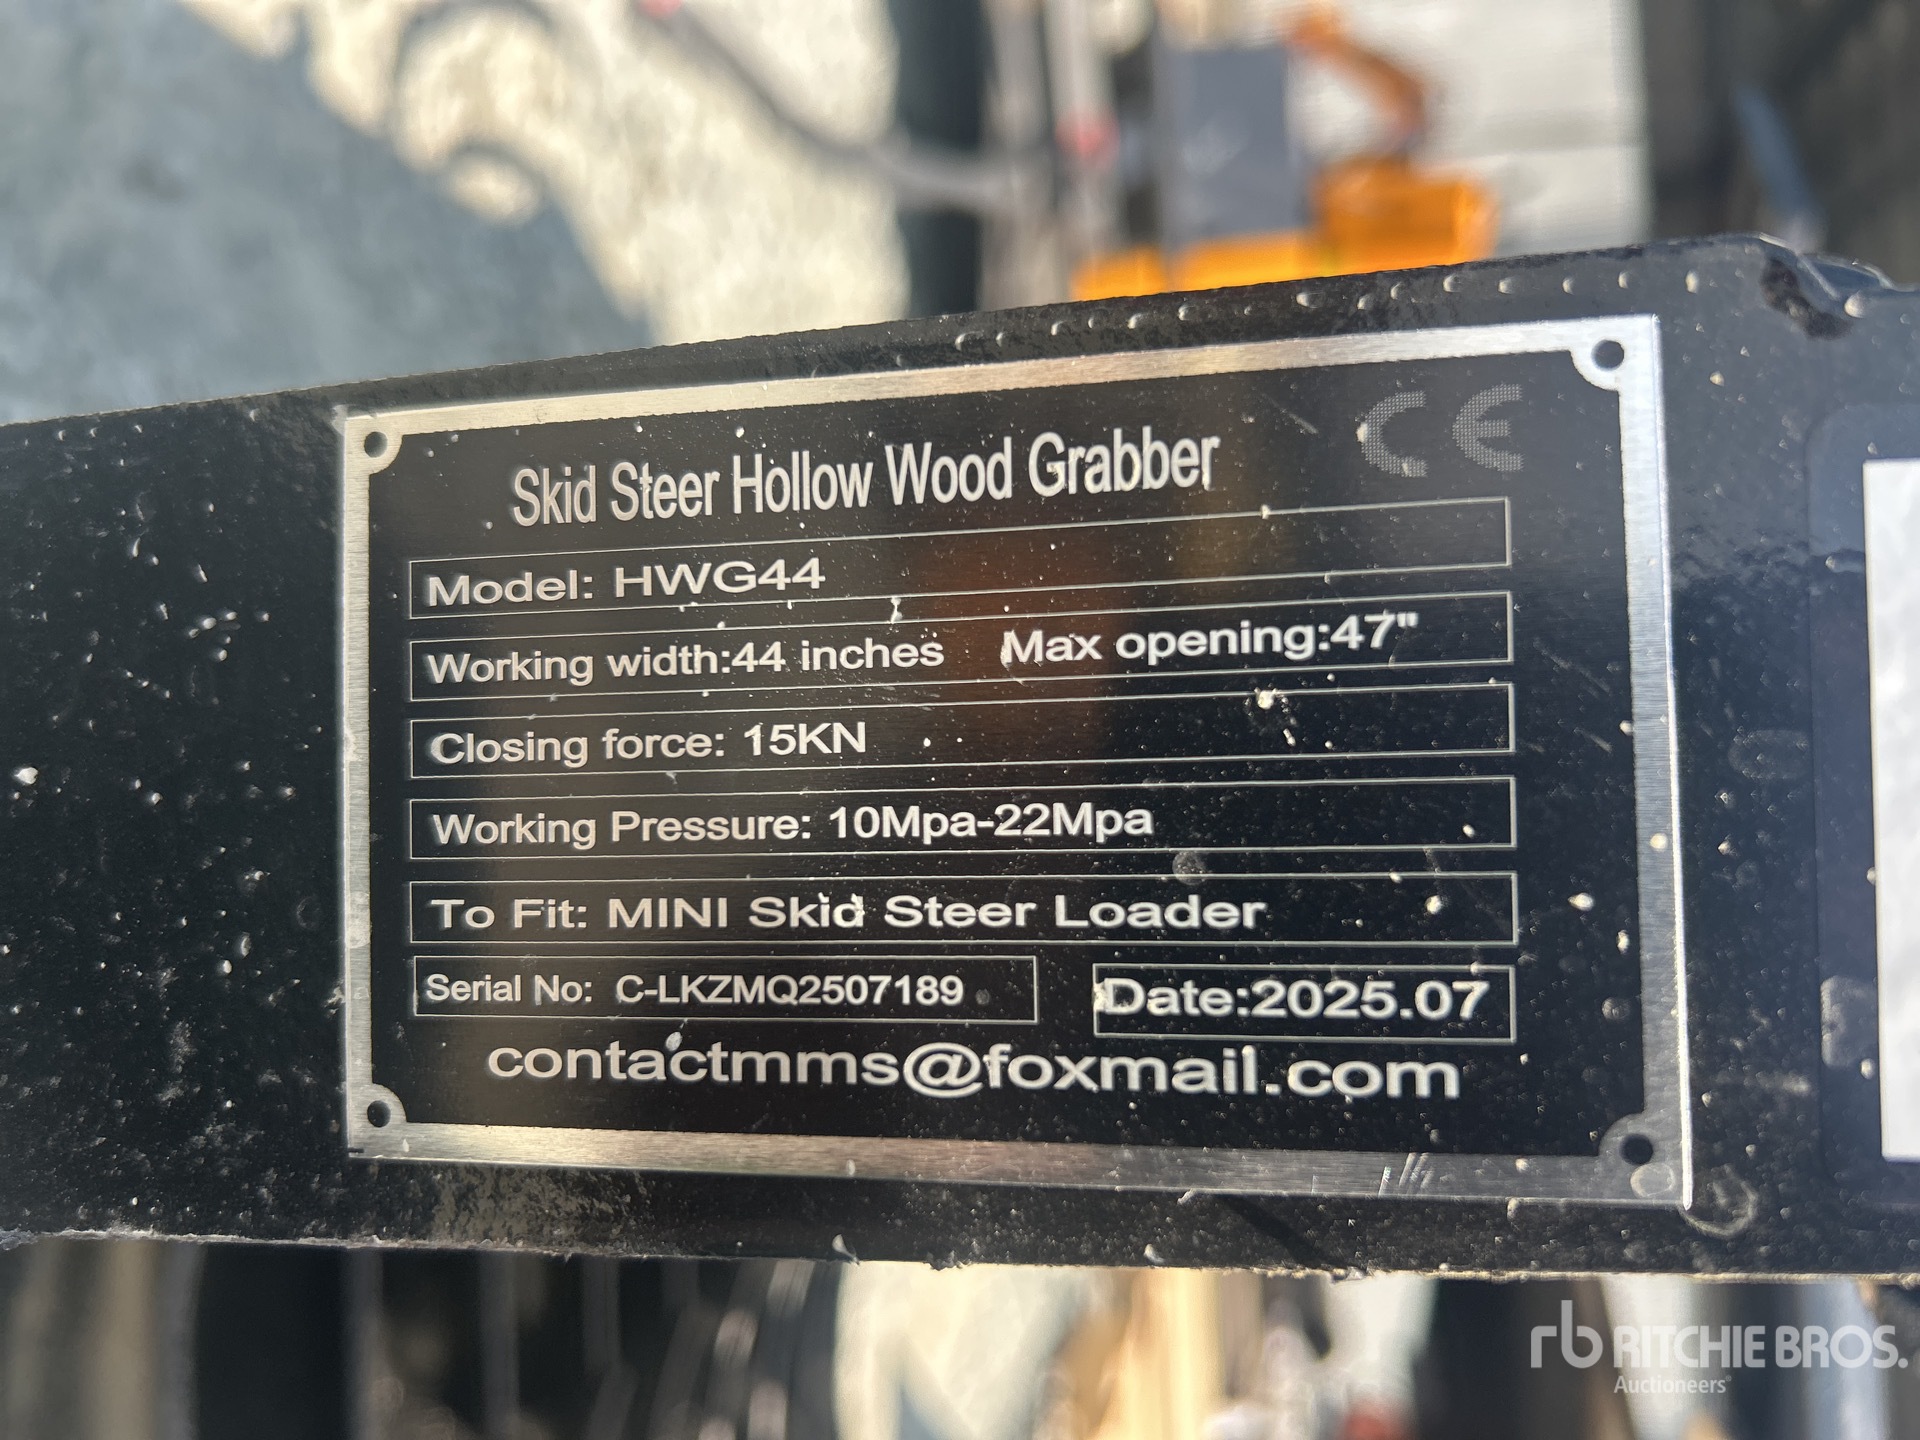 CE
Skid Steer Hollow Wood Grabber
Model: HWG44
Working width:44 inches Max opening:47"
Closing force: 15KN
Working Pressure: 10Mpa-22Mpa
To Fit: MINI Skid Steer Loader
Serial No: C-LKZMQ2507189 Date:2025.07
contactmms@foxmail.com
rb RITCHIE BROS.
Auctioneers